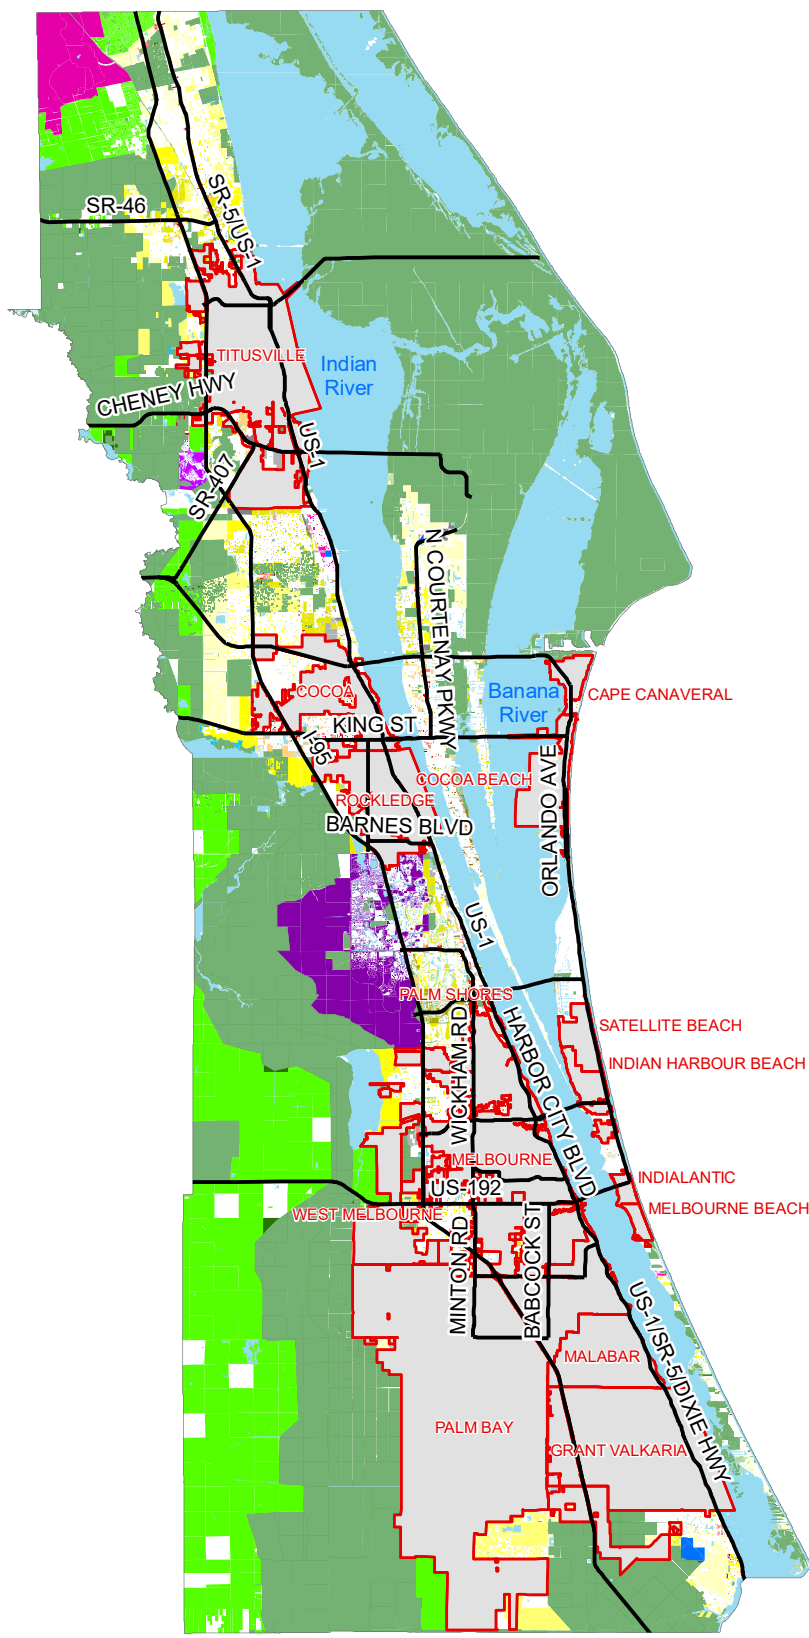 SR-46
SR-5/US-1
TITUSVILLE
Indian
River
CHENEY HWY
US-1
SR-407
N COURTENAY PKWY
COCOA
Banana
River
CAPE CANAVERAL
KING ST
I-95
COCOA BEACH
ROCKLEDGE
ORLANDO AVE
BARNES BLVD
US-1
PALM SHORES
HARBOR CITY BLVD
WICKHAM RD
SATELLITE BEACH
INDIAN HARBOUR BEACH
MELBOURNE
INDIALANTIC
US-192
MELBOURNE BEACH
WEST MELBOURNE
MINTON RD
BABCOCK ST
US-1/SR-5/DIXIE HWY
MALABAR
PALM BAY
GRANT VALKARIA